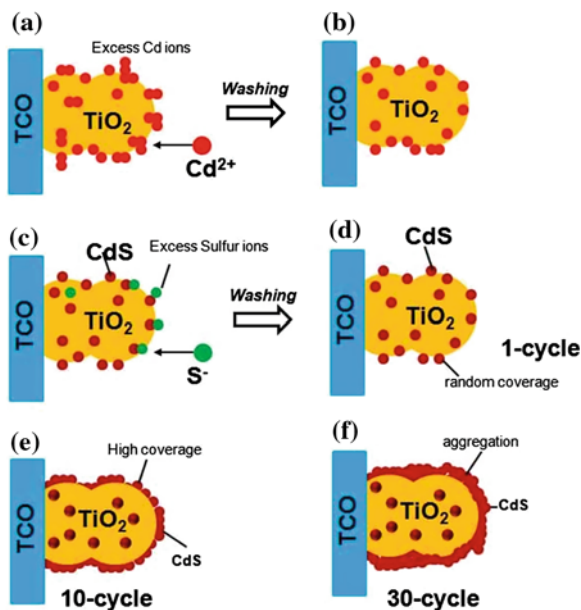 (a)
Excess Cd ions
TCO
TiO2
Cd2+
Washing
(b)
TCO
TiO2
(c)
CdS
Excess Sulfur ions
TCO
TiO2
S-
Washing
(d)
CdS
TCO
TiO2
1-cycle
random coverage
(e)
High coverage
TCO
TiO2
CdS
10-cycle
(f)
aggregation
TCO
TiO2
CdS
30-cycle